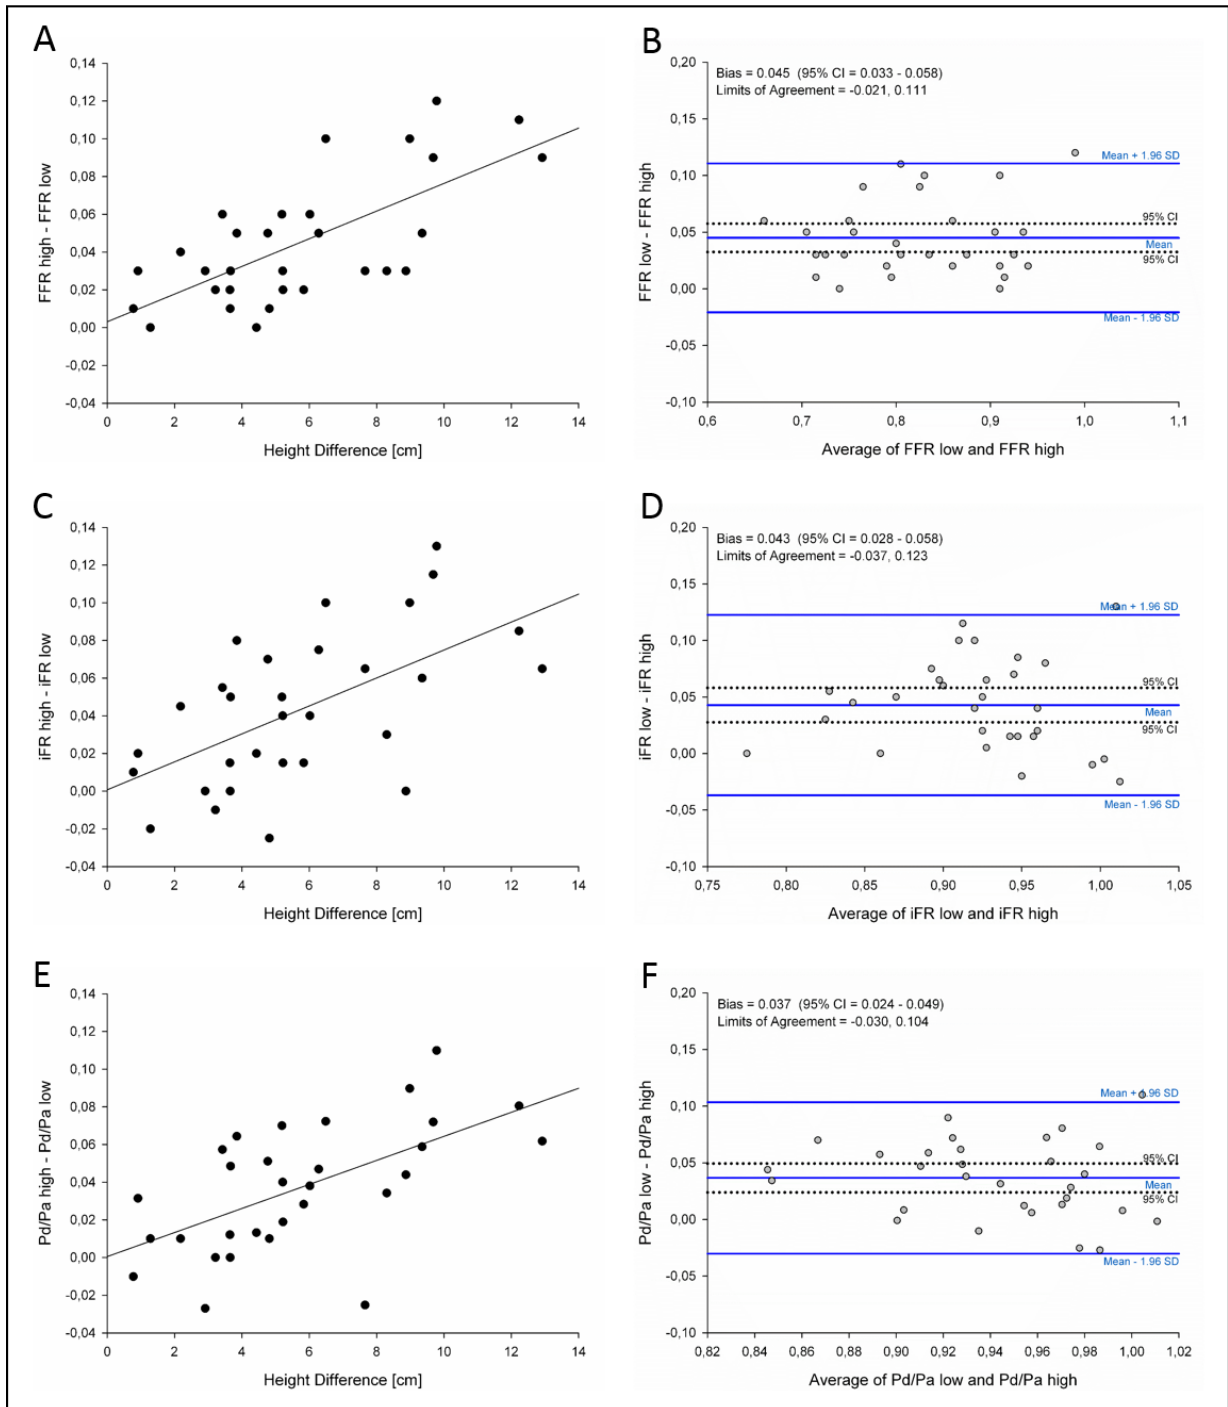 A
0,14
0,12
0,10
0,08
0,06
0,04
0,02
0,00
-0,02
-0,04
FFR high - FFR low
0 2 4 6 8 10 12 14
Height Difference [cm]
B
0,20
0,15
0,10
0,05
0,00
-0,05
-0,10
FFR low - FFR high
Bias = 0.045 (95% CI = 0.033 - 0.058)
Limits of Agreement = -0.021, 0.111
Mean + 1.96 SD
95% CI
Mean
95% CI
Mean - 1.96 SD
0,6 0,7 0,8 0,9 1,0 1,1
Average of FFR low and FFR high
C
0,14
0,12
0,10
0,08
0,06
0,04
0,02
0,00
-0,02
-0,04
iFR high - iFR low
0 2 4 6 8 10 12 14
Height Difference [cm]
D
0,20
0,15
0,10
0,05
0,00
-0,05
-0,10
iFR low - iFR high
Bias = 0.043 (95% CI = 0.028 - 0.058)
Limits of Agreement = -0.037, 0.123
Mean + 1.96 SD
95% CI
Mean
95% CI
Mean - 1.96 SD
0,75 0,80 0,85 0,90 0,95 1,00 1,05
Average of iFR low and iFR high
E
0,14
0,12
0,10
0,08
0,06
0,04
0,02
0,00
-0,02
-0,04
Pd/Pa high - Pd/Pa low
0 2 4 6 8 10 12 14
Height Difference [cm]
F
0,20
0,15
0,10
0,05
0,00
-0,05
-0,10
Pd/Pa low - Pd/Pa high
Bias = 0.037 (95% CI = 0.024 - 0.049)
Limits of Agreement = -0.030, 0.104
Mean + 1.96 SD
95% CI
Mean
95% CI
Mean - 1.96 SD
0,82 0,84 0,86 0,88 0,90 0,92 0,94 0,96 0,98 1,00 1,02
Average of Pd/Pa low and Pd/Pa high